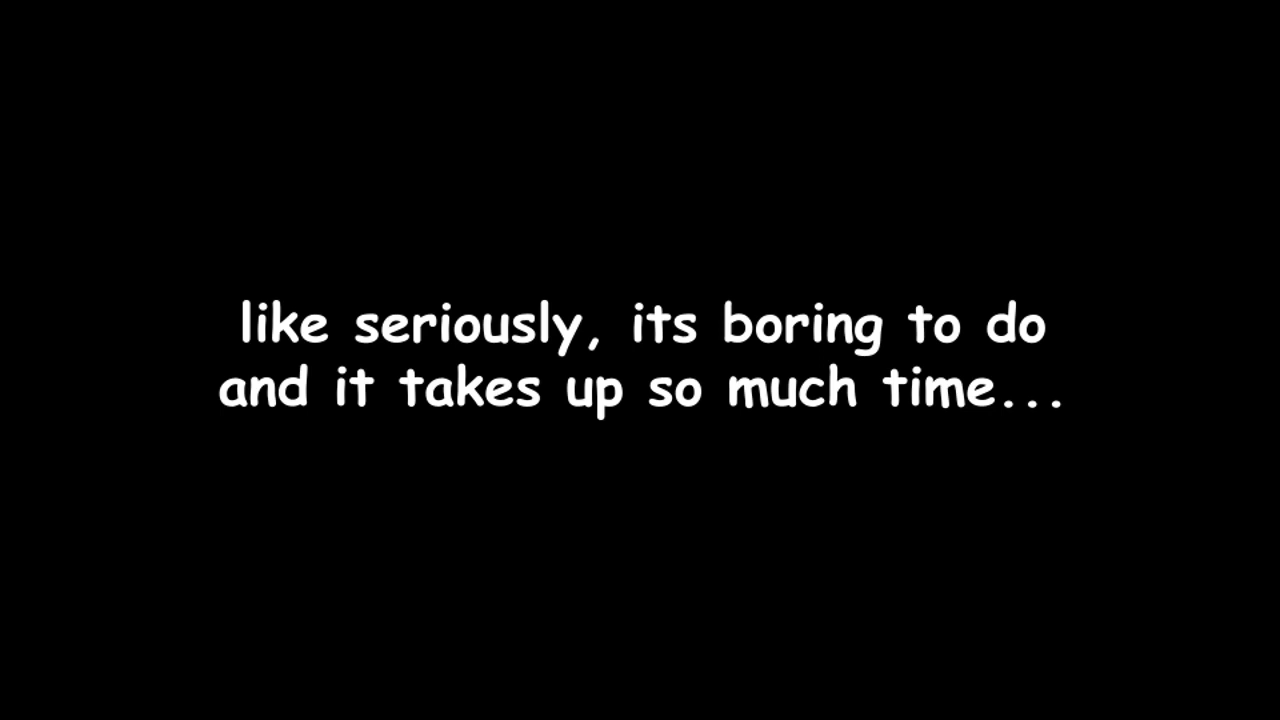 like seriously, its boring to do
and it takes up so much time...